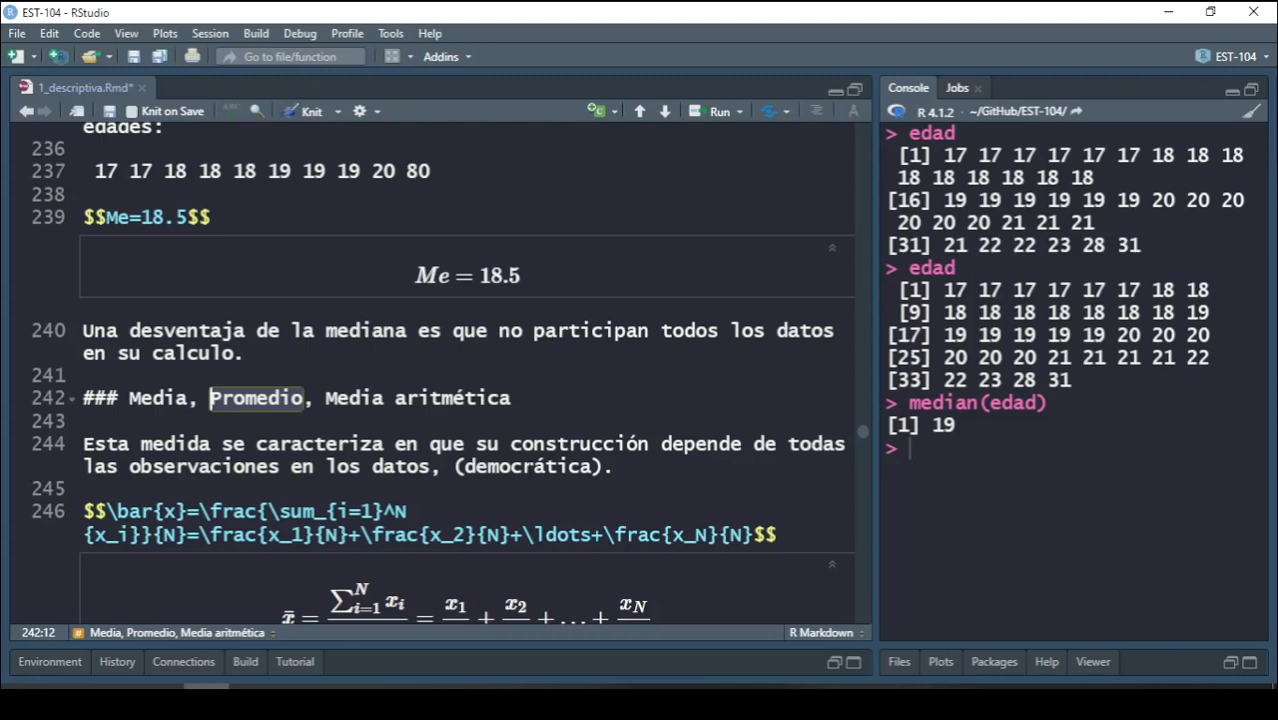 EST-104 - RStudio
File Edit Code View Plots Session Build Debug Profile Tools Help
Go to file/function Addins EST-104
1_descriptiva.Rmd*
Knit on Save Knit Run
edades:
236
237 17 17 18 18 18 19 19 19 20 80
238
239 $$Me=18.5$$
Me = 18.5
240 Una desventaja de la mediana es que no participan todos los datos
en su calculo.
241
242 ### Media, Promedio, Media aritmética
243
244 Esta medida se caracteriza en que su construcción depende de todas
las observaciones en los datos, (democrática).
245
246 $$\bar{x}=\frac{\sum_{i=1}^N
{x_i}}{N}=\frac{x_1}{N}+\frac{x_2}{N}+\ldots+\frac{x_N}{N}$$
x̄ = ∑_{i=1}^N x_i = x_1 + x_2 + … + x_N
242:12 # Media, Promedio, Media aritmética R Markdown
Environment History Connections Build Tutorial
Console Jobs
R 4.1.2 · ~/GitHub/EST-104/
> edad
[1] 17 17 17 17 17 17 18 18 18
18 18 18 18 18 18
[16] 19 19 19 19 19 19 20 20 20
20 20 20 21 21 21
[31] 21 22 22 23 28 31
> edad
[1] 17 17 17 17 17 17 18 18
[9] 18 18 18 18 18 18 18 19
[17] 19 19 19 19 19 20 20 20
[25] 20 20 20 21 21 21 21 22
[33] 22 23 28 31
> median(edad)
[1] 19
>
Files Plots Packages Help Viewer